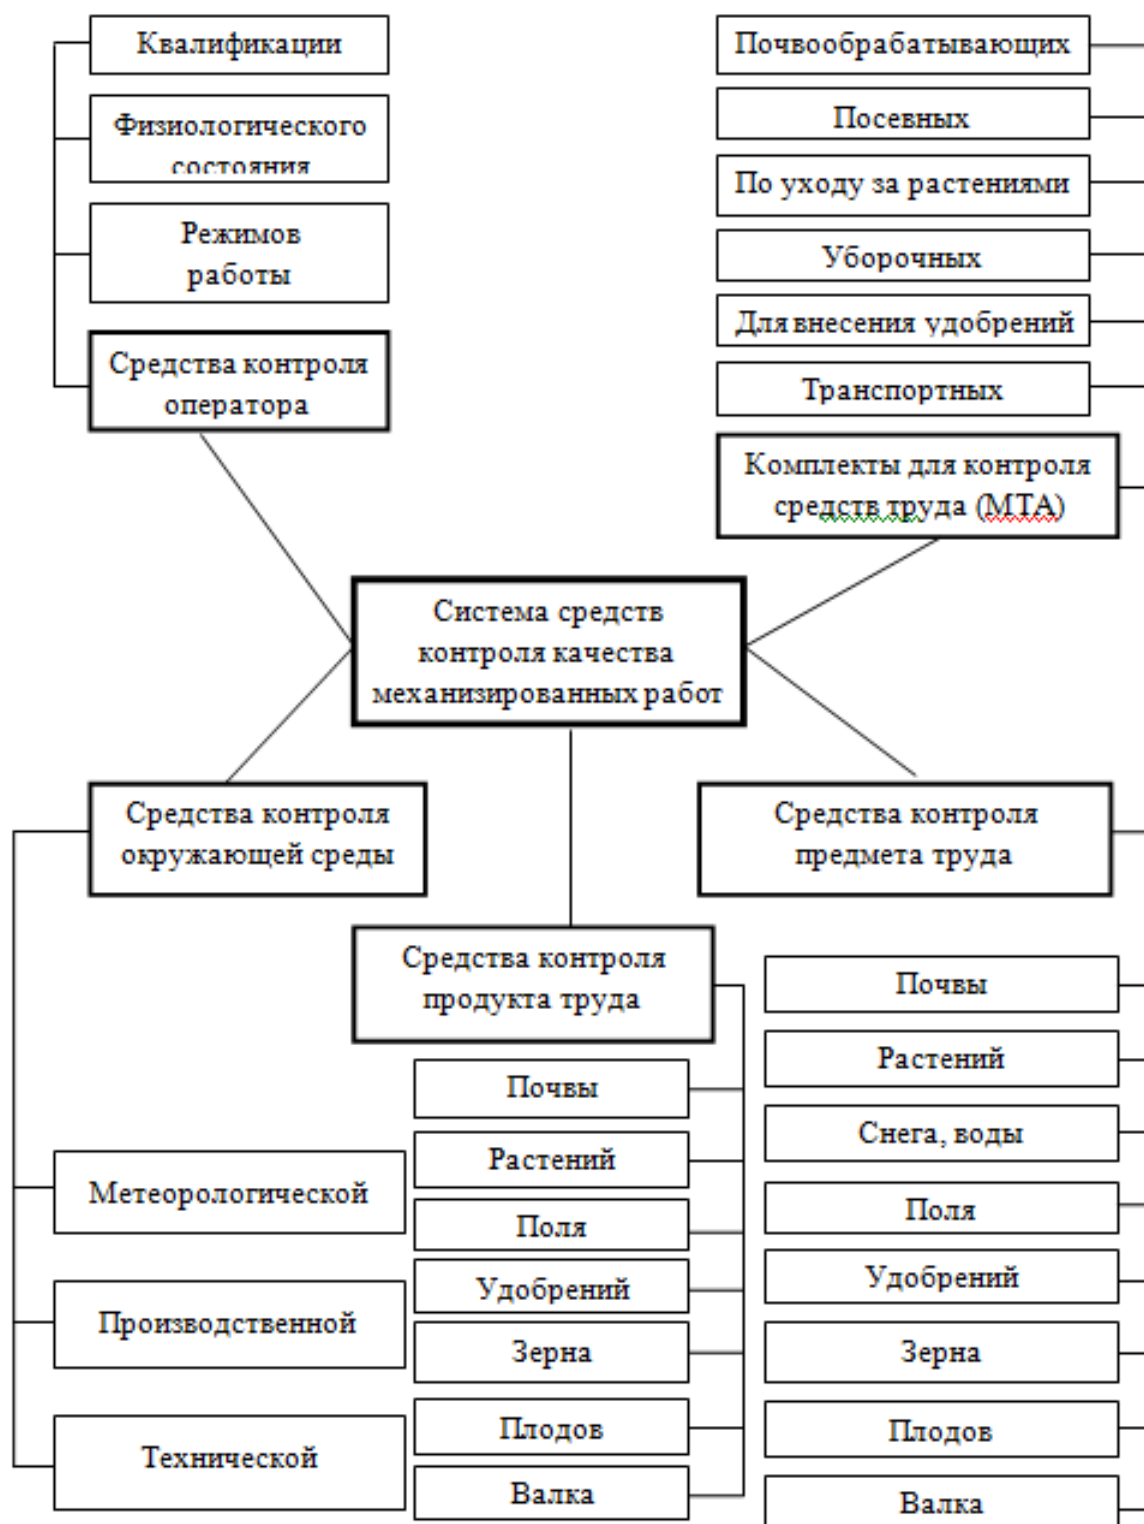 Квалификации
Физиологического
состояния
Режимов
работы
Средства контроля
оператора
Почвообрабатывающих
Посевных
По уходу за растениями
Уборочных
Для внесения удобрений
Транспортных
Комплекты для контроля
средств труда (МТА)
Система средств
контроля качества
механизированных работ
Средства контроля
окружающей среды
Средства контроля
предмета труда
Средства контроля
продукта труда
Метеорологической
Производственной
Технической
Почвы
Растений
Поля
Удобрений
Зерна
Плодов
Валка
Почвы
Растений
Снега, воды
Поля
Удобрений
Зерна
Плодов
Валка